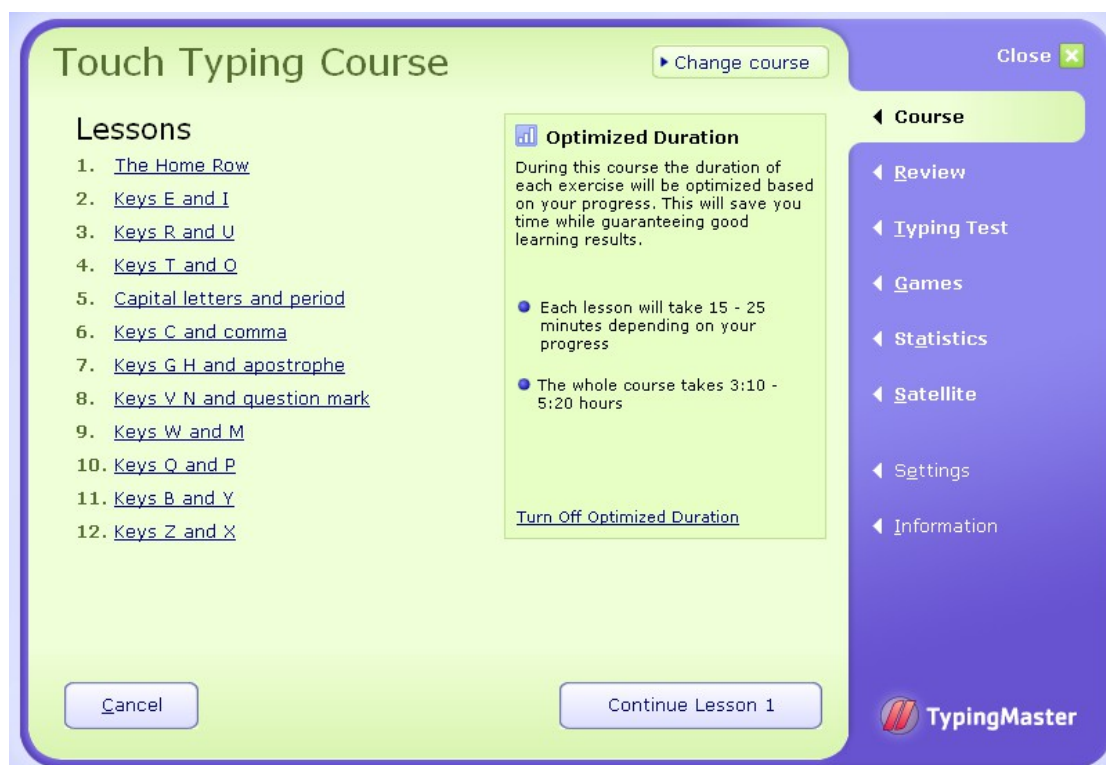 Touch Typing Course
Change course
Close
Lessons
1. The Home Row
2. Keys E and I
3. Keys R and U
4. Keys T and O
5. Capital letters and period
6. Keys C and comma
7. Keys G H and apostrophe
8. Keys V N and question mark
9. Keys W and M
10. Keys Q and P
11. Keys B and Y
12. Keys Z and X
Optimized Duration
During this course the duration of
each exercise will be optimized based
on your progress. This will save you
time while guaranteeing good
learning results.
Each lesson will take 15 - 25
minutes depending on your
progress
The whole course takes 3:10 -
5:20 hours
Turn Off Optimized Duration
Cancel
Continue Lesson 1
Course
Review
Typing Test
Games
Statistics
Satellite
Settings
Information
TypingMaster